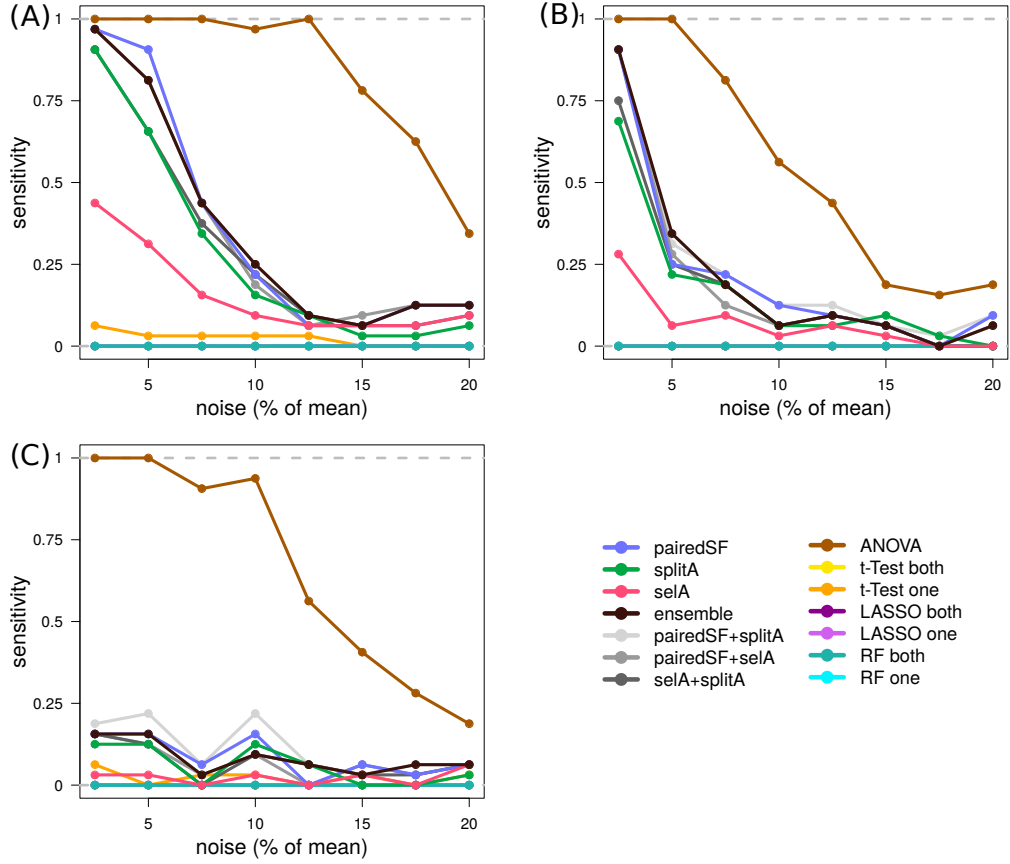 (A)
1
0.75
0.5
0.25
0
sensitivity
5 10 15 20
noise (% of mean)
(B)
1
0.75
0.5
0.25
0
sensitivity
5 10 15 20
noise (% of mean)
(C)
1
0.75
0.5
0.25
0
sensitivity
5 10 15 20
noise (% of mean)
pairedSF
splitA
selA
ensemble
pairedSF+splitA
pairedSF+selA
selA+splitA
ANOVA
t-Test both
t-Test one
LASSO both
LASSO one
RF both
RF one